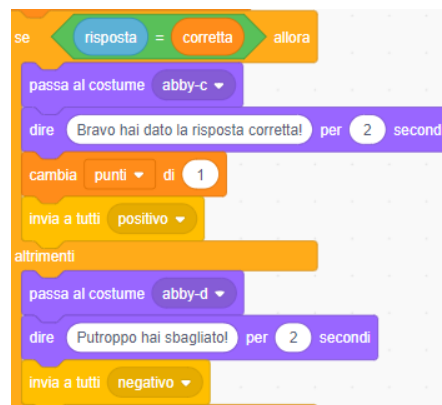 se risposta = corretta allora
passa al costume abby-c
dire Bravo hai dato la risposta corretta! per 2 second
cambia punti di 1
invia a tutti positivo
altrimenti
passa al costume abby-d
dire Putroppo hai sbagliato! per 2 secondi
invia a tutti negativo